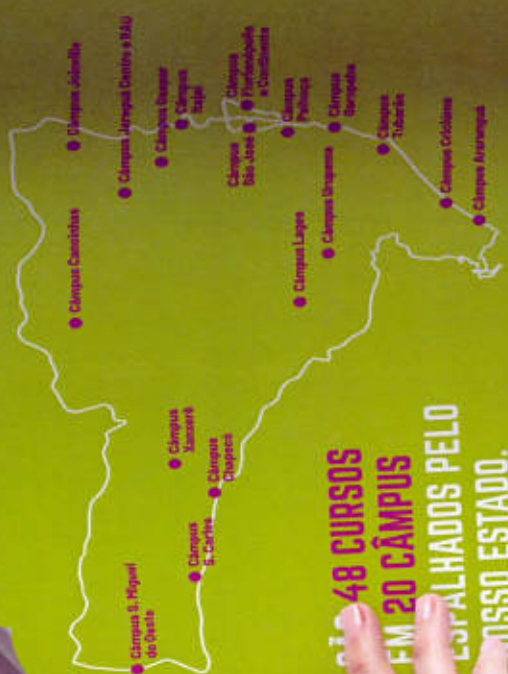 Câmpus Canoinhas
Câmpus Joinville
Câmpus Jaraguá Centro e RAU
Câmpus S. Miguel
do Oeste
Câmpus Gaspar
Câmpus
Xanxerê
Câmpus
Itajaí
Câmpus
S. Carlos
Câmpus
Chapecó
Câmpus
São José
Câmpus
Florianópolis
e Continente
Câmpus
Palhoça
Câmpus Lages
Câmpus Urupema
Câmpus
Garopaba
Câmpus
Tubarão
Câmpus Criciúma
Câmpus Araranguá
48 CURSOS
EM 20 CÂMPUS
ESPALHADOS PELO
ESTADO.